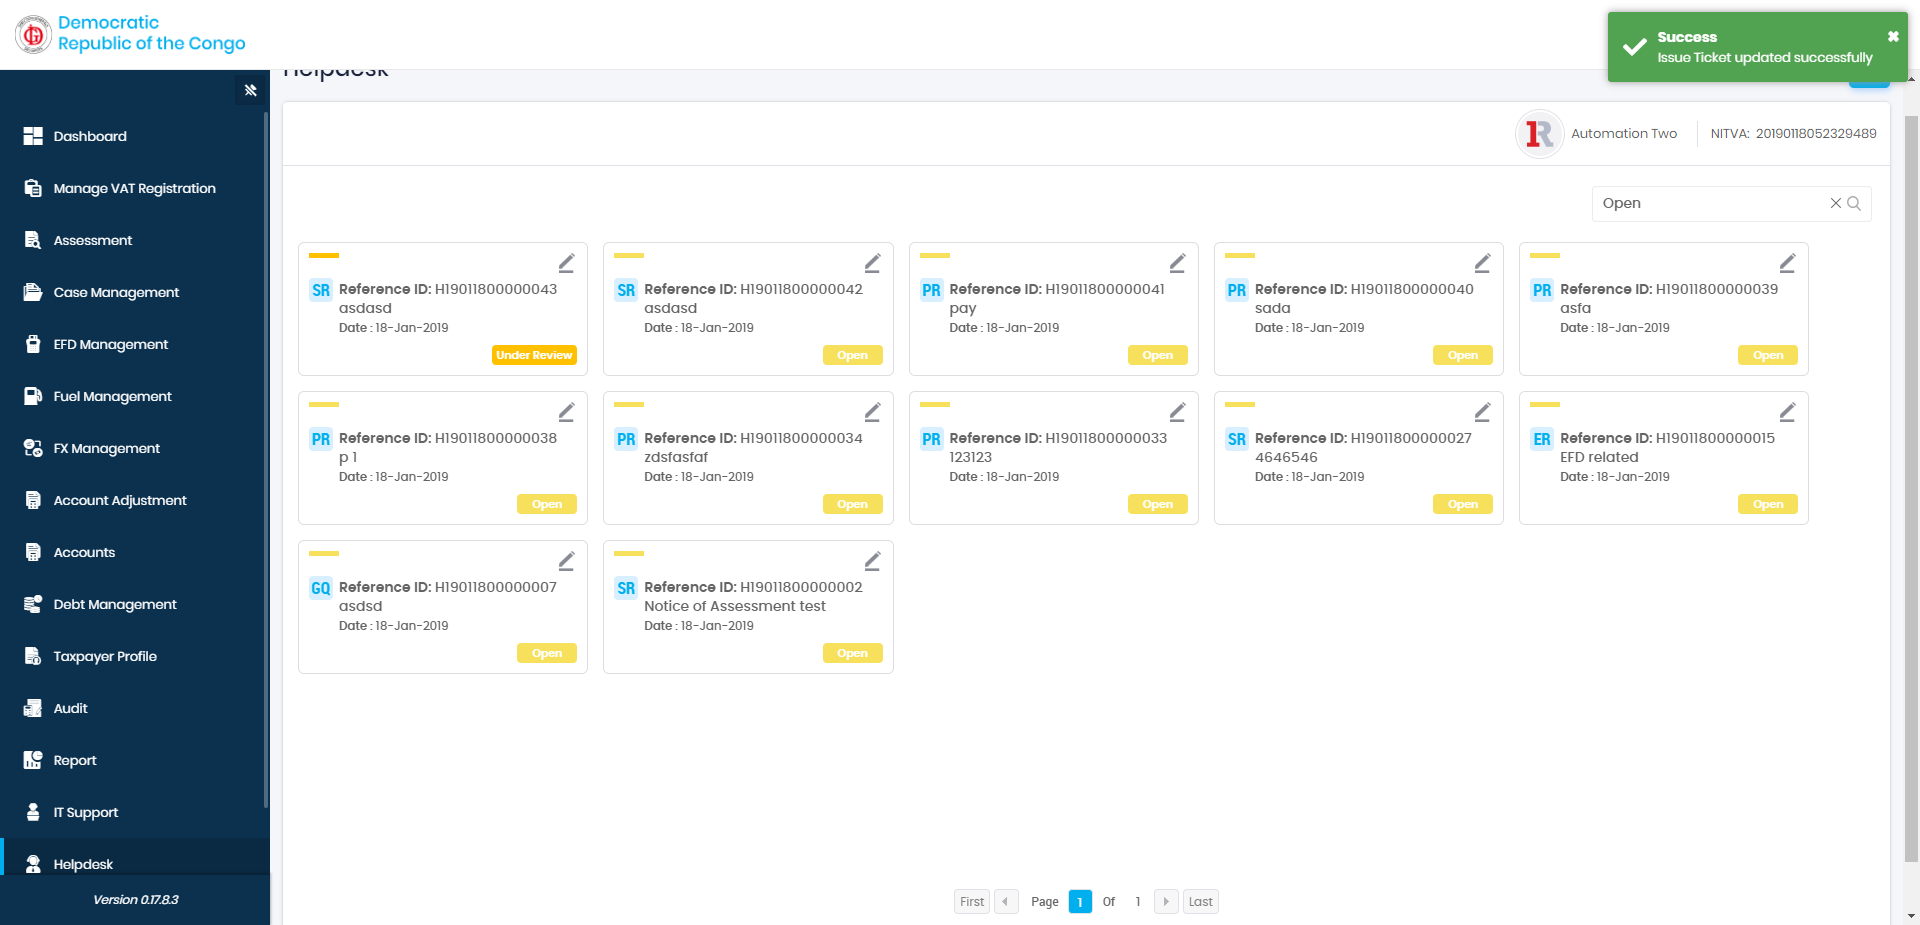 Democratic
Republic of the Congo
Success
Issue Ticket updated successfully
Helpdesk
Dashboard
Manage VAT Registration
Assessment
Case Management
EFD Management
Fuel Management
FX Management
Account Adjustment
Accounts
Debt Management
Taxpayer Profile
Audit
Report
IT Support
Helpdesk
Version 0.17.8.3
1R Automation Two NITVA: 20190118052329489
Open
SR Reference ID: H19011800000043
asdasd
Date : 18-Jan-2019
Under Review
SR Reference ID: H19011800000042
asdasd
Date : 18-Jan-2019
Open
PR Reference ID: H19011800000041
pay
Date : 18-Jan-2019
Open
PR Reference ID: H19011800000040
sada
Date : 18-Jan-2019
Open
PR Reference ID: H19011800000039
asfa
Date : 18-Jan-2019
Open
PR Reference ID: H19011800000038
p 1
Date : 18-Jan-2019
Open
PR Reference ID: H19011800000034
zdsfasfaf
Date : 18-Jan-2019
Open
PR Reference ID: H19011800000033
123123
Date : 18-Jan-2019
Open
SR Reference ID: H19011800000027
4646546
Date : 18-Jan-2019
Open
ER Reference ID: H19011800000015
EFD related
Date : 18-Jan-2019
Open
GQ Reference ID: H19011800000007
asdsd
Date : 18-Jan-2019
Open
SR Reference ID: H19011800000002
Notice of Assessment test
Date : 18-Jan-2019
Open
First Page 1 Of 1 Last